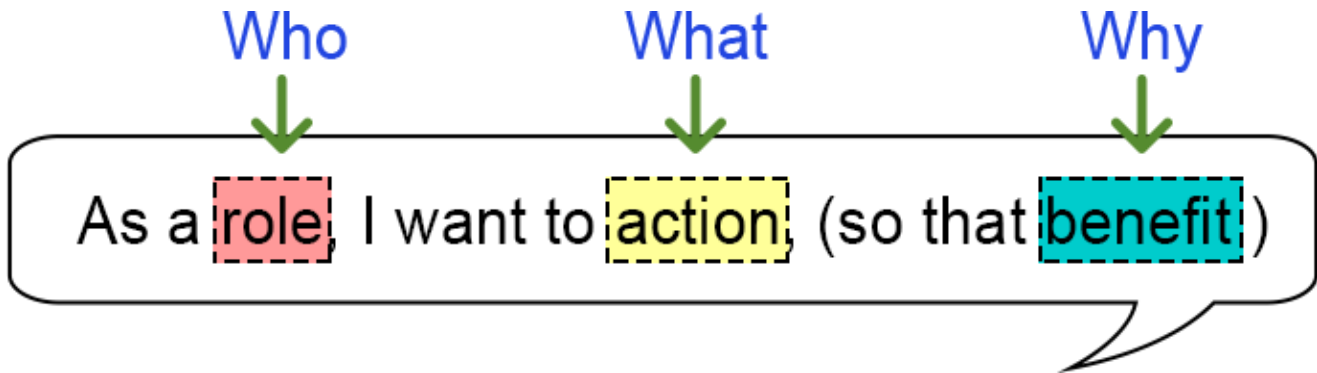 Who What Why
As a role, I want to action, (so that benefit )